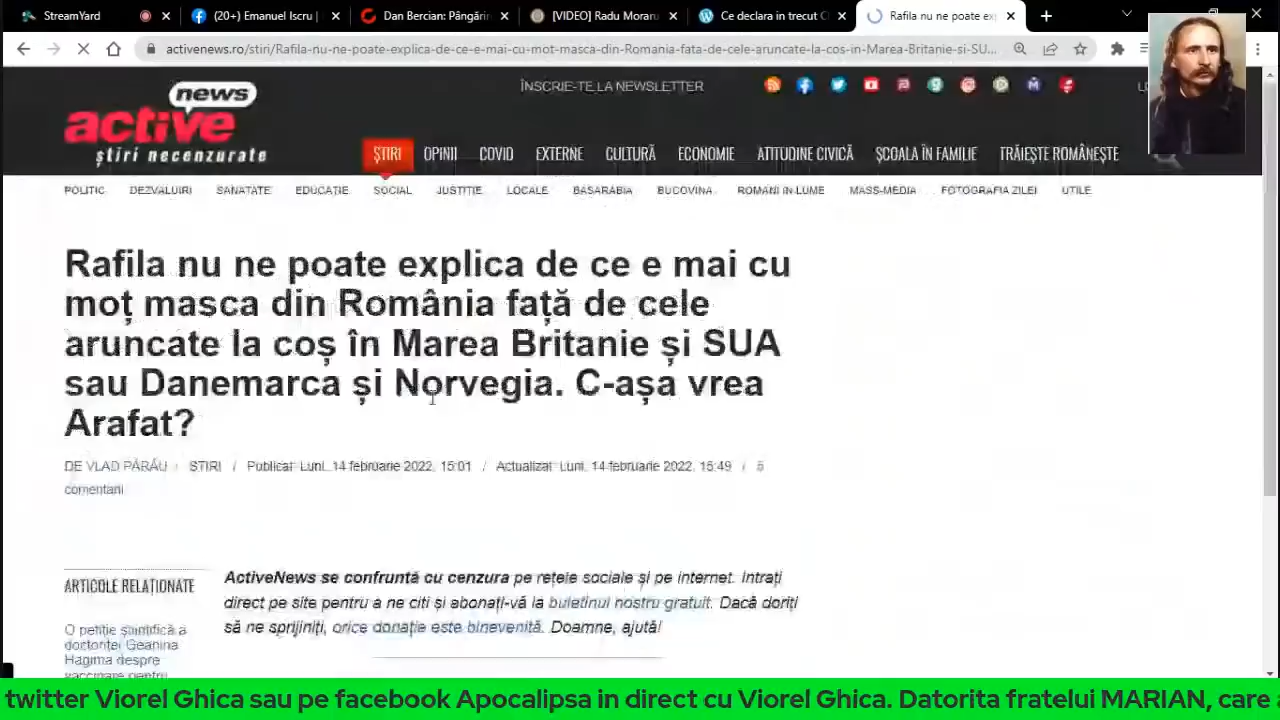 StreamYard
(20+) Emanuel Iscru |
Dan Bercian: Pângări
[VIDEO] Radu Moraru
Ce declara in trecut C
Rafila nu ne poate exp
activenews.ro/stiri/Rafila-nu-ne-poate-explica-de-ce-e-mai-cu-mot-masca-din-Romania-fata-de-cele-aruncate-la-cos-in-Marea-Britanie-si-SU...
ÎNSCRIE-TE LA NEWSLETTER
active news
știri necenzurate
ȘTIRI OPINII COVID EXTERNE CULTURĂ ECONOMIE ATITUDINE CIVICĂ ȘCOALA ÎN FAMILIE TRĂIEȘTE ROMÂNEȘTE
POLITIC DEZVALUIRI SANATATE EDUCAȚIE SOCIAL JUSTIȚIE LOCALE BASARABIA BUCOVINA ROMANI IN LUME MASS-MEDIA FOTOGRAFIA ZILEI UTILE
Rafila nu ne poate explica de ce e mai cu
moț masca din România față de cele
aruncate la coș în Marea Britanie și SUA
sau Danemarca și Norvegia. C-așa vrea
Arafat?
DE VLAD PÂRĂU / STIRI / Publicat: Luni, 14 februarie 2022, 15:01 / Actualizat: Luni, 14 februarie 2022, 15:49 / 5
comentarii
ARTICOLE RELAȚIONATE
O petiție științifică a
doctoriței Geanina
Hagima despre
vaccinare pentru
ActiveNews se confruntă cu cenzura pe rețele sociale și pe internet. Intrați
direct pe site pentru a ne citi și abonați-vă la buletinul nostru gratuit. Dacă doriți
să ne sprijiniți, orice donație este binevenită. Doamne, ajută!
twitter Viorel Ghica sau pe facebook Apocalipsa in direct cu Viorel Ghica. Datorita fratelui MARIAN, care